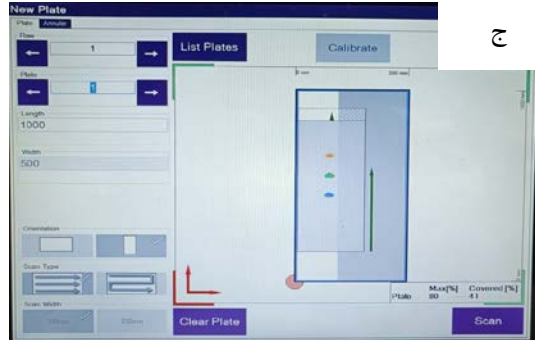 New Plate
Plate Annuler
ج
Row
1
List Plates
Calibrate
Plate
1
0 mm
Length
1000
Width
500
Orientation
Scan Type
Max[%] Covered [%]
Plate 80 41
Scan Width
Clear Plate
Scan